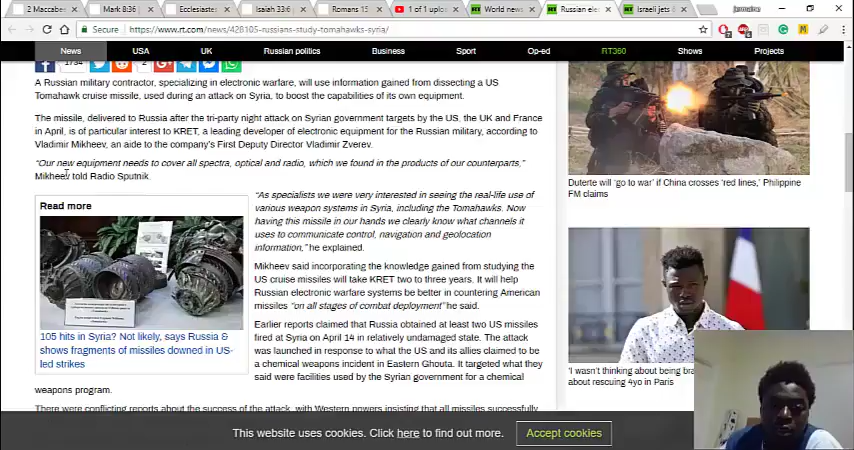 2 Maccabee
Mark 8:36
Ecclesiaste
Isaiah 33:6
Romans 15
1 of 1 uplo
World news
Russian ele
Israeli jets &
Secure https://www.rt.com/news/428105-russians-study-tomahawks-syria/
News USA UK Russian politics Business Sport Op-ed RT360 Shows Projects
1734 2
A Russian military contractor, specializing in electronic warfare, will use information gained from dissecting a US
Tomahawk cruise missile, used during an attack on Syria, to boost the capabilities of its own equipment.
The missile, delivered to Russia after the tri-party night attack on Syrian government targets by the US, the UK and France
in April, is of particular interest to KRET, a leading developer of electronic equipment for the Russian military, according to
Vladimir Mikheev, an aide to the company's First Deputy Director Vladimir Zverev.
“Our new equipment needs to cover all spectra, optical and radio, which we found in the products of our counterparts,”
Mikheev told Radio Sputnik.
Read more
105 hits in Syria? Not likely, says Russia &
shows fragments of missiles downed in US-
led strikes
“As specialists we were very interested in seeing the real-life use of
various weapon systems in Syria, including the Tomahawks. Now
having this missile in our hands we clearly know what channels it
uses to communicate control, navigation and geolocation
information,” he explained.
Mikheev said incorporating the knowledge gained from studying the
US cruise missiles will take KRET two to three years. It will help
Russian electronic warfare systems be better in countering American
missiles “on all stages of combat deployment” he said.
Earlier reports claimed that Russia obtained at least two US missiles
fired at Syria on April 14 in relatively undamaged state. The attack
was launched in response to what the US and its allies claimed to be
a chemical weapons incident in Eastern Ghouta. It targeted what they
said were facilities used by the Syrian government for a chemical
weapons program.
There were conflicting reports about the success of the attack, with Western powers insisting that all missiles successfully
Duterte will ‘go to war’ if China crosses ‘red lines,’ Philippine
FM claims
‘I wasn’t thinking about being bra
about rescuing 4yo in Paris
This website uses cookies. Click here to find out more.
Accept cookies